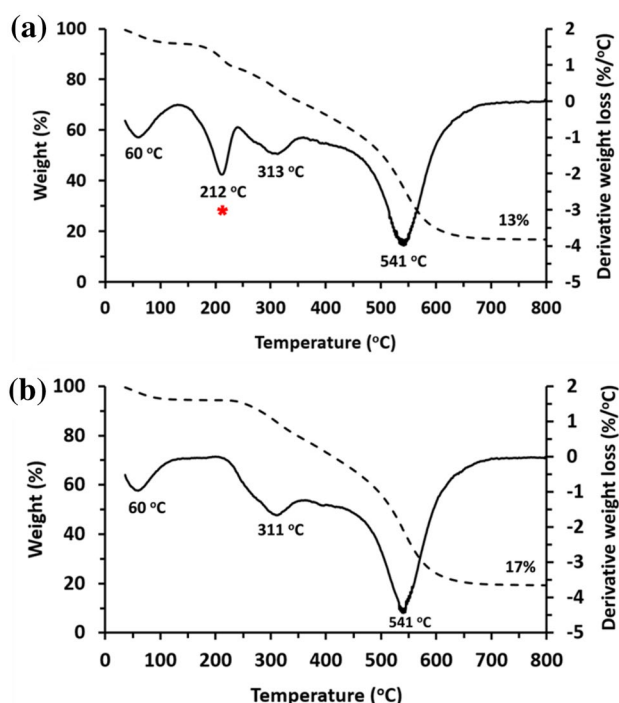 (a)
100
80
60
40
20
0
Weight (%)
2
1
0
-1
-2
-3
-4
-5
Derivative weight loss (%/°C)
60 °C
212 °C
*
313 °C
541 °C
13%
0 100 200 300 400 500 600 700 800
Temperature (°C)
(b)
100
80
60
40
20
0
Weight (%)
2
1
0
-1
-2
-3
-4
-5
Derivative weight loss (%/°C)
60 °C
311 °C
541 °C
17%
0 100 200 300 400 500 600 700 800
Temperature (°C)